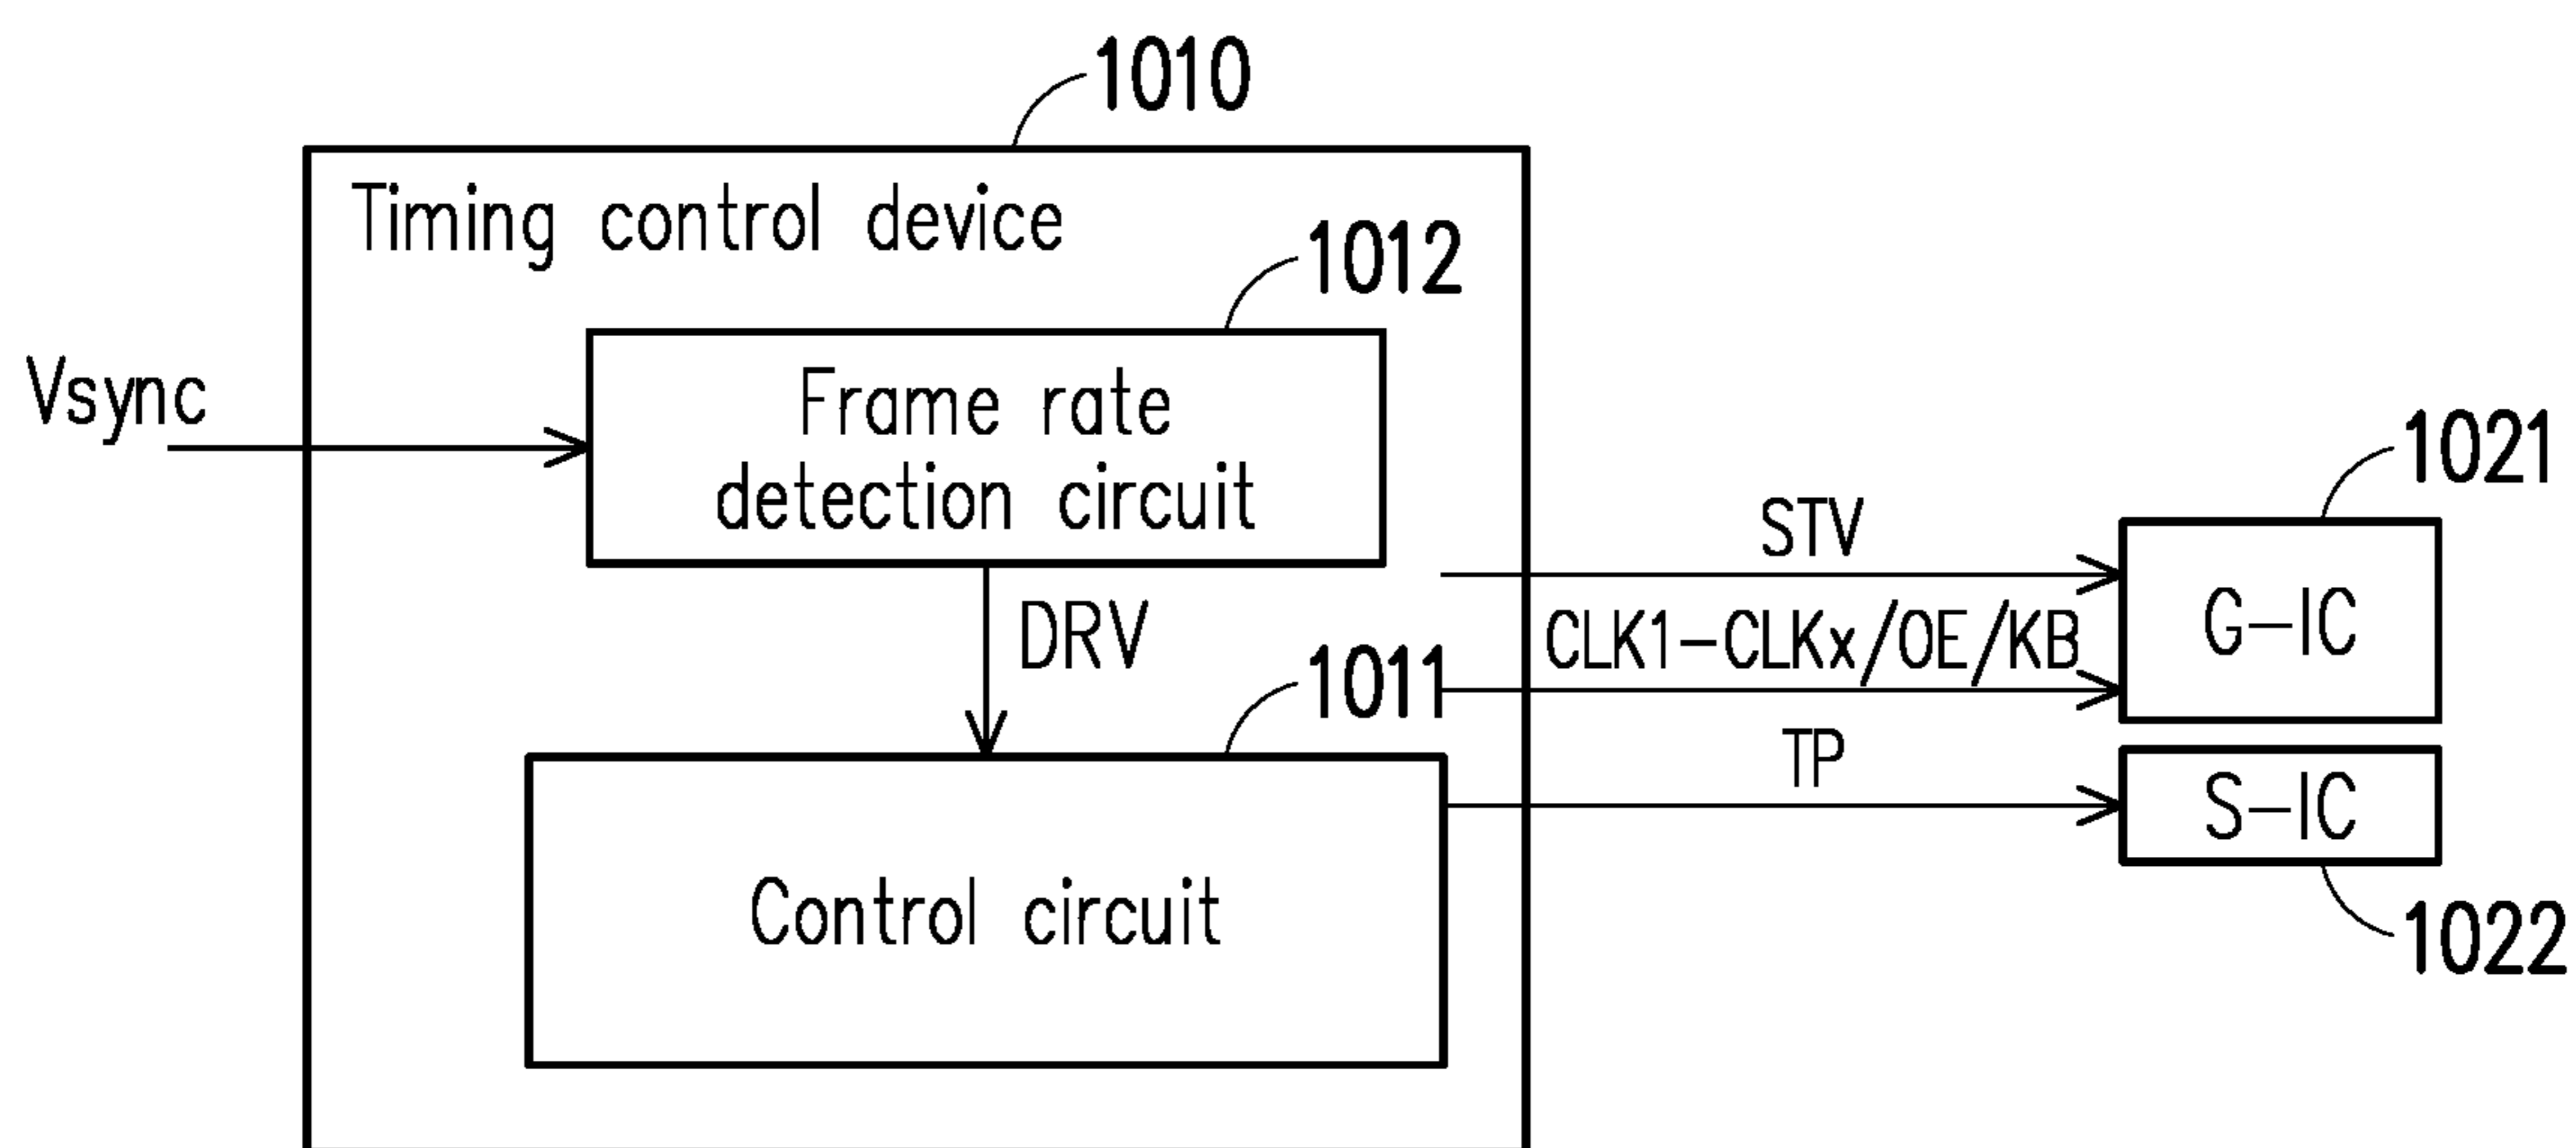 1010
Timing control device
1012
Vsync
Frame rate
detection circuit
1021
STV
DRV
CLK1-CLKx/OE/KB
G-IC
1011
TP
S-IC
Control circuit
1022